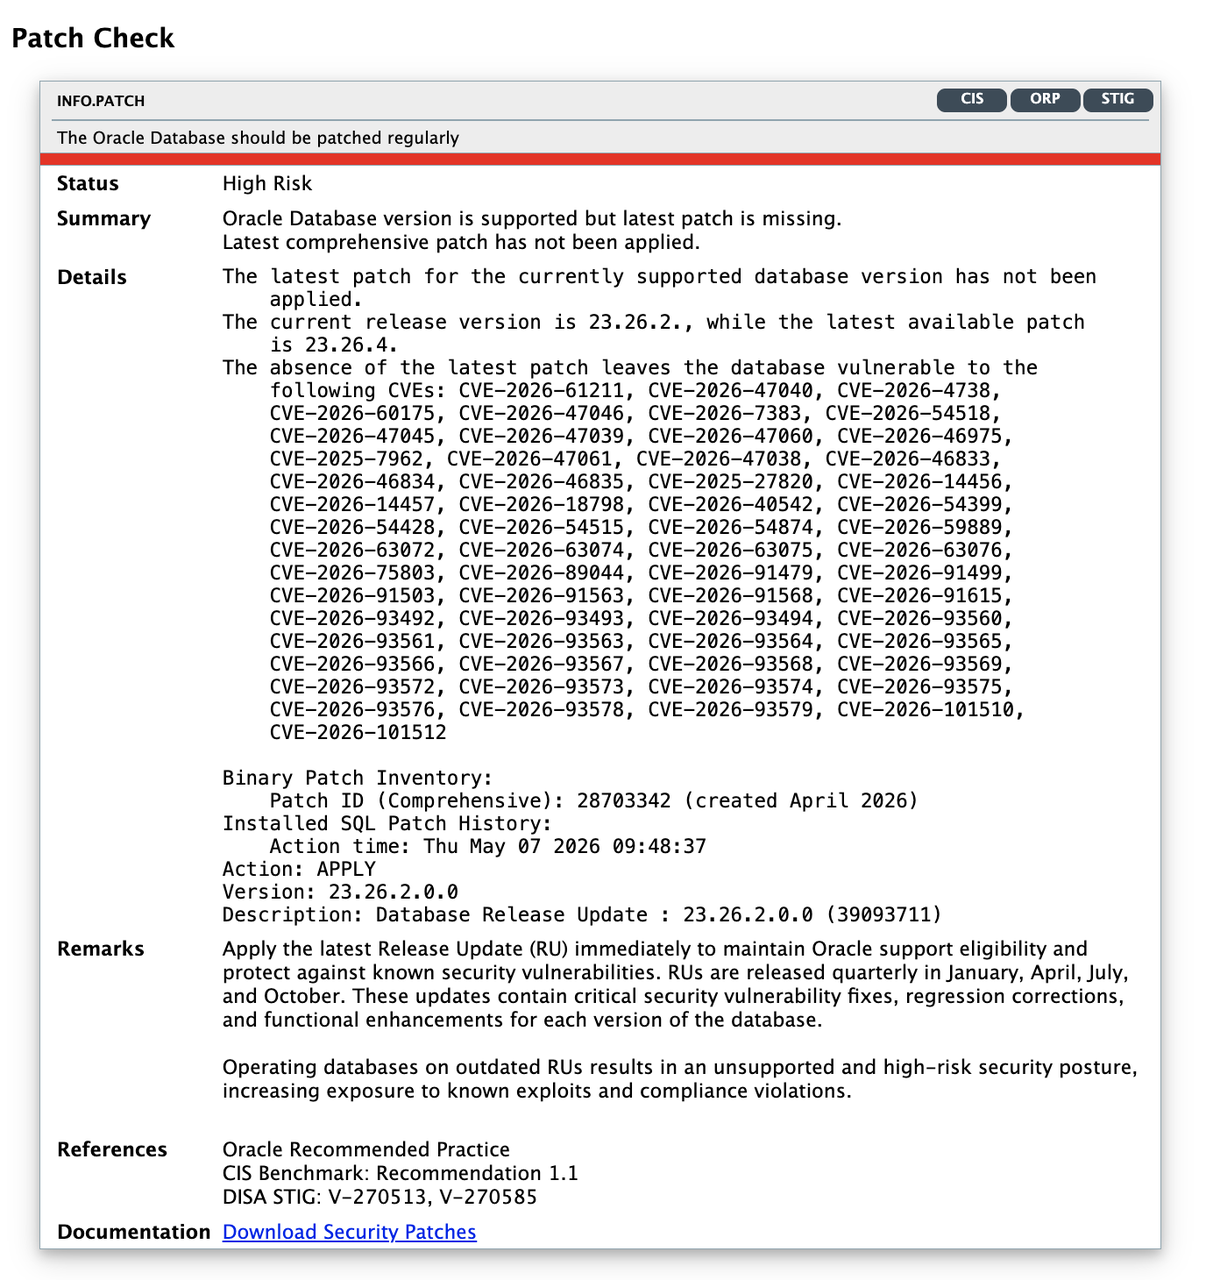 Patch Check
INFO.PATCH
CIS ORP STIG
The Oracle Database should be patched regularly
Status High Risk
Summary Oracle Database version is supported but latest patch is missing.
Latest comprehensive patch has not been applied.
Details The latest patch for the currently supported database version has not been
applied.
The current release version is 23.26.2., while the latest available patch
is 23.26.4.
The absence of the latest patch leaves the database vulnerable to the
following CVEs: CVE-2026-61211, CVE-2026-47040, CVE-2026-4738,
CVE-2026-60175, CVE-2026-47046, CVE-2026-7383, CVE-2026-54518,
CVE-2026-47045, CVE-2026-47039, CVE-2026-47060, CVE-2026-46975,
CVE-2025-7962, CVE-2026-47061, CVE-2026-47038, CVE-2026-46833,
CVE-2026-46834, CVE-2026-46835, CVE-2025-27820, CVE-2026-14456,
CVE-2026-14457, CVE-2026-18798, CVE-2026-40542, CVE-2026-54399,
CVE-2026-54428, CVE-2026-54515, CVE-2026-54874, CVE-2026-59889,
CVE-2026-63072, CVE-2026-63074, CVE-2026-63075, CVE-2026-63076,
CVE-2026-75803, CVE-2026-89044, CVE-2026-91479, CVE-2026-91499,
CVE-2026-91503, CVE-2026-91563, CVE-2026-91568, CVE-2026-91615,
CVE-2026-93492, CVE-2026-93493, CVE-2026-93494, CVE-2026-93560,
CVE-2026-93561, CVE-2026-93563, CVE-2026-93564, CVE-2026-93565,
CVE-2026-93566, CVE-2026-93567, CVE-2026-93568, CVE-2026-93569,
CVE-2026-93572, CVE-2026-93573, CVE-2026-93574, CVE-2026-93575,
CVE-2026-93576, CVE-2026-93578, CVE-2026-93579, CVE-2026-101510,
CVE-2026-101512
Binary Patch Inventory:
Patch ID (Comprehensive): 28703342 (created April 2026)
Installed SQL Patch History:
Action time: Thu May 07 2026 09:48:37
Action: APPLY
Version: 23.26.2.0.0
Description: Database Release Update : 23.26.2.0.0 (39093711)
Remarks Apply the latest Release Update (RU) immediately to maintain Oracle support eligibility and
protect against known security vulnerabilities. RUs are released quarterly in January, April, July,
and October. These updates contain critical security vulnerability fixes, regression corrections,
and functional enhancements for each version of the database.
Operating databases on outdated RUs results in an unsupported and high-risk security posture,
increasing exposure to known exploits and compliance violations.
References Oracle Recommended Practice
CIS Benchmark: Recommendation 1.1
DISA STIG: V-270513, V-270585
Documentation Download Security Patches